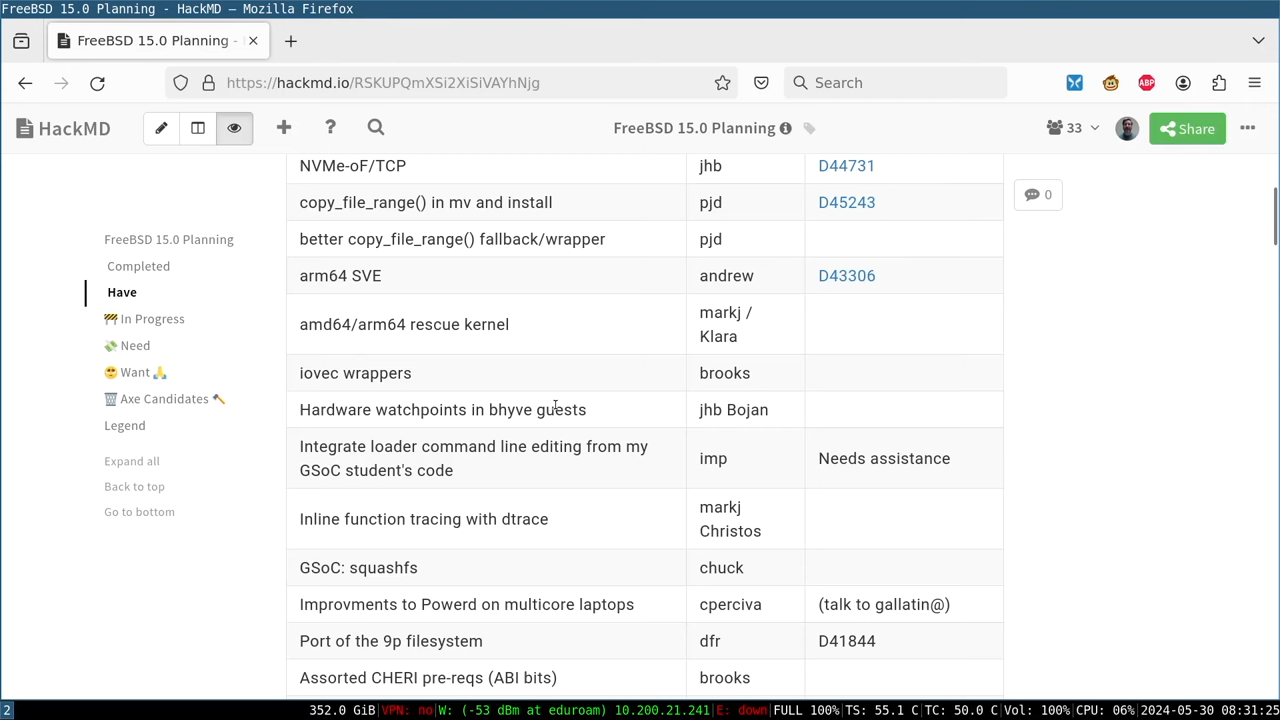 FreeBSD 15.0 Planning - HackMD — Mozilla Firefox
FreeBSD 15.0 Planning -
https://hackmd.io/RSKUPOmXSi2XiSiVAYhNjg
Search
ABP
HackMD
FreeBSD 15.0 Planning
33
Share
0
FreeBSD 15.0 Planning
Completed
Have
🚧 In Progress
💸 Need
🙂 Want 🙏
🗑️ Axe Candidates 🪓
Legend
Expand all
Back to top
Go to bottom
NVMe-oF/TCP jhb D44731
copy_file_range() in mv and install pjd D45243
better copy_file_range() fallback/wrapper pjd
arm64 SVE andrew D43306
amd64/arm64 rescue kernel markj /
Klara
iovec wrappers brooks
Hardware watchpoints in bhyve guests jhb Bojan
Integrate loader command line editing from my
GSoC student's code imp Needs assistance
Inline function tracing with dtrace markj
Christos
GSoC: squashfs chuck
Improvments to Powerd on multicore laptops cperciva (talk to gallatin@)
Port of the 9p filesystem dfr D41844
Assorted CHERI pre-reqs (ABI bits) brooks
2 352.0 GiB VPN: no W: (-53 dBm at eduroam) 10.200.21.241 E: down FULL 100% TS: 55.1 C TC: 50.0 C Vol: 100% CPU: 06% 2024-05-30 08:31:25